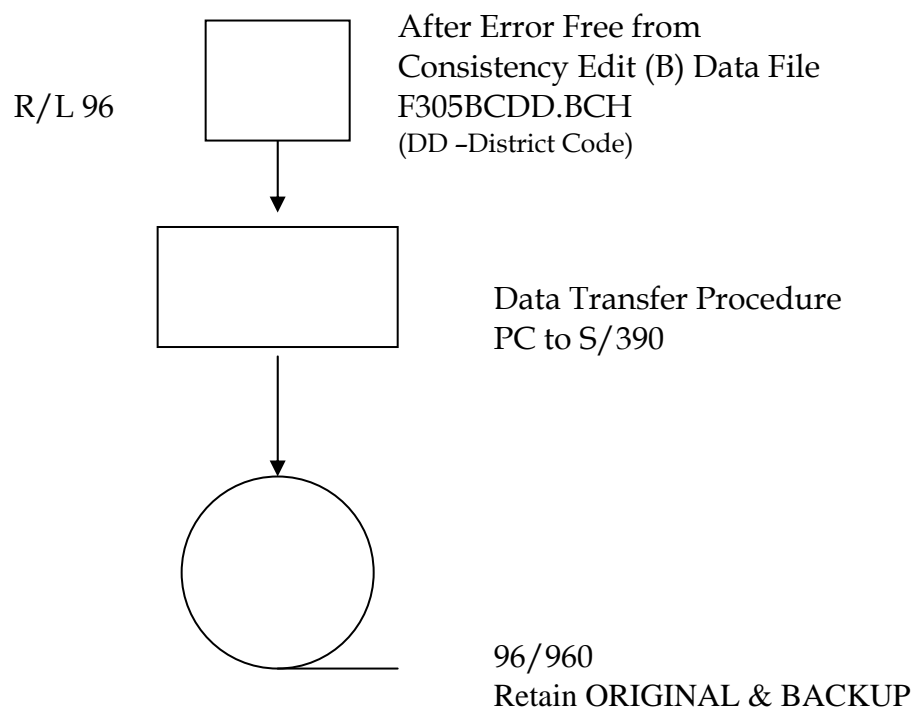 After Error Free from
Consistency Edit (B) Data File
R/L 96
F305BCDD.BCH
(DD –District Code)
Data Transfer Procedure
PC to S/390
96/960
Retain ORIGINAL & BACKUP